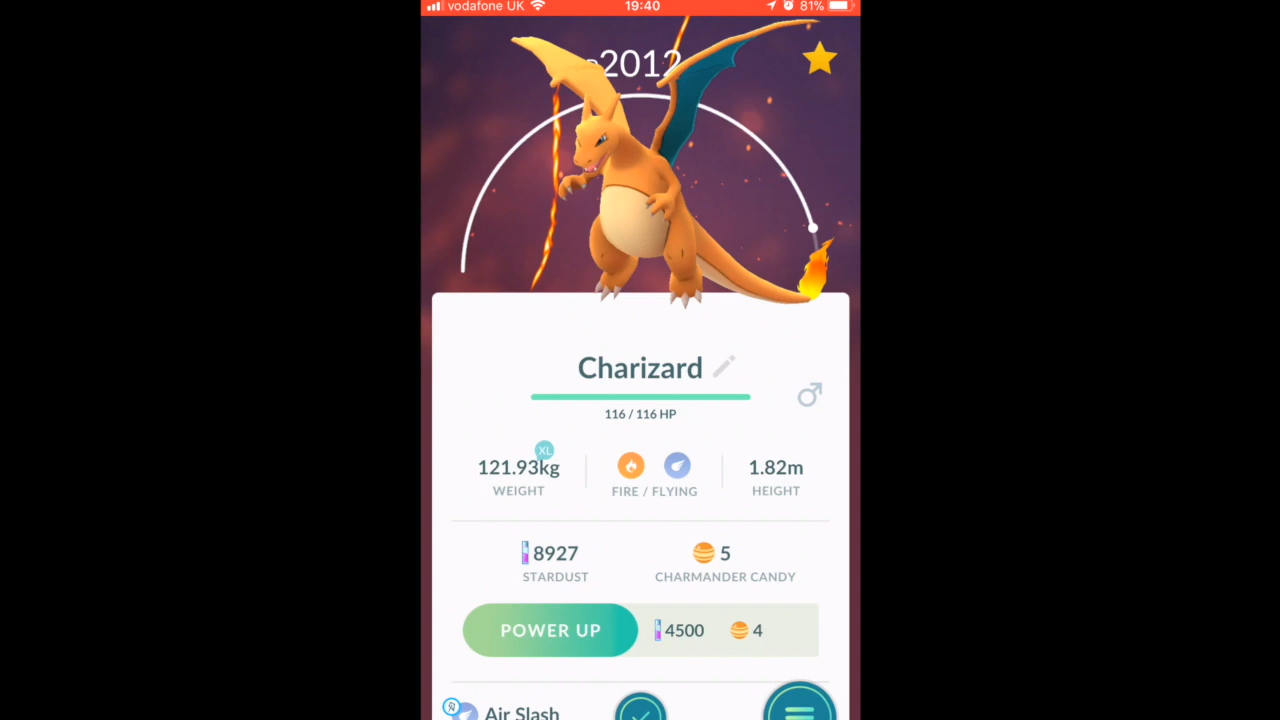 vodafone UK 19:40 81%
2012
Charizard
116 / 116 HP
XL
121.93kg 1.82m
WEIGHT FIRE / FLYING HEIGHT
8927 5
STARDUST CHARMANDER CANDY
POWER UP 4500 4
Air Slash